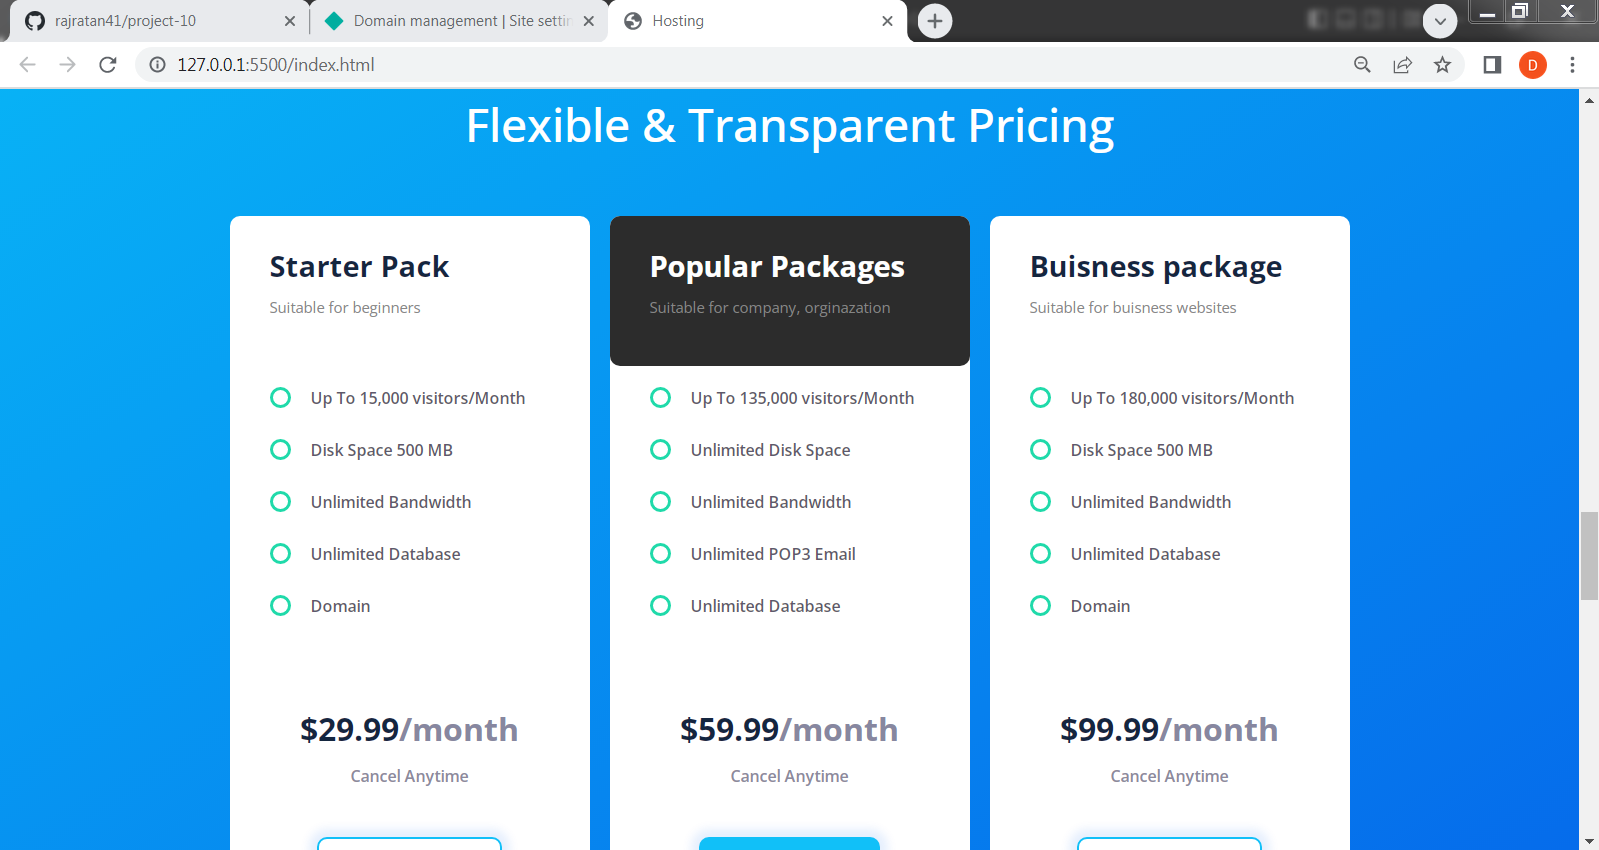 rajratan41/project-10
Domain management | Site settin
Hosting
127.0.0.1:5500/index.html
D
Flexible & Transparent Pricing
Starter Pack
Suitable for beginners
Up To 15,000 visitors/Month
Disk Space 500 MB
Unlimited Bandwidth
Unlimited Database
Domain
$29.99/month
Cancel Anytime
Popular Packages
Suitable for company, orginazation
Up To 135,000 visitors/Month
Unlimited Disk Space
Unlimited Bandwidth
Unlimited POP3 Email
Unlimited Database
$59.99/month
Cancel Anytime
Buisness package
Suitable for buisness websites
Up To 180,000 visitors/Month
Disk Space 500 MB
Unlimited Bandwidth
Unlimited Database
Domain
$99.99/month
Cancel Anytime